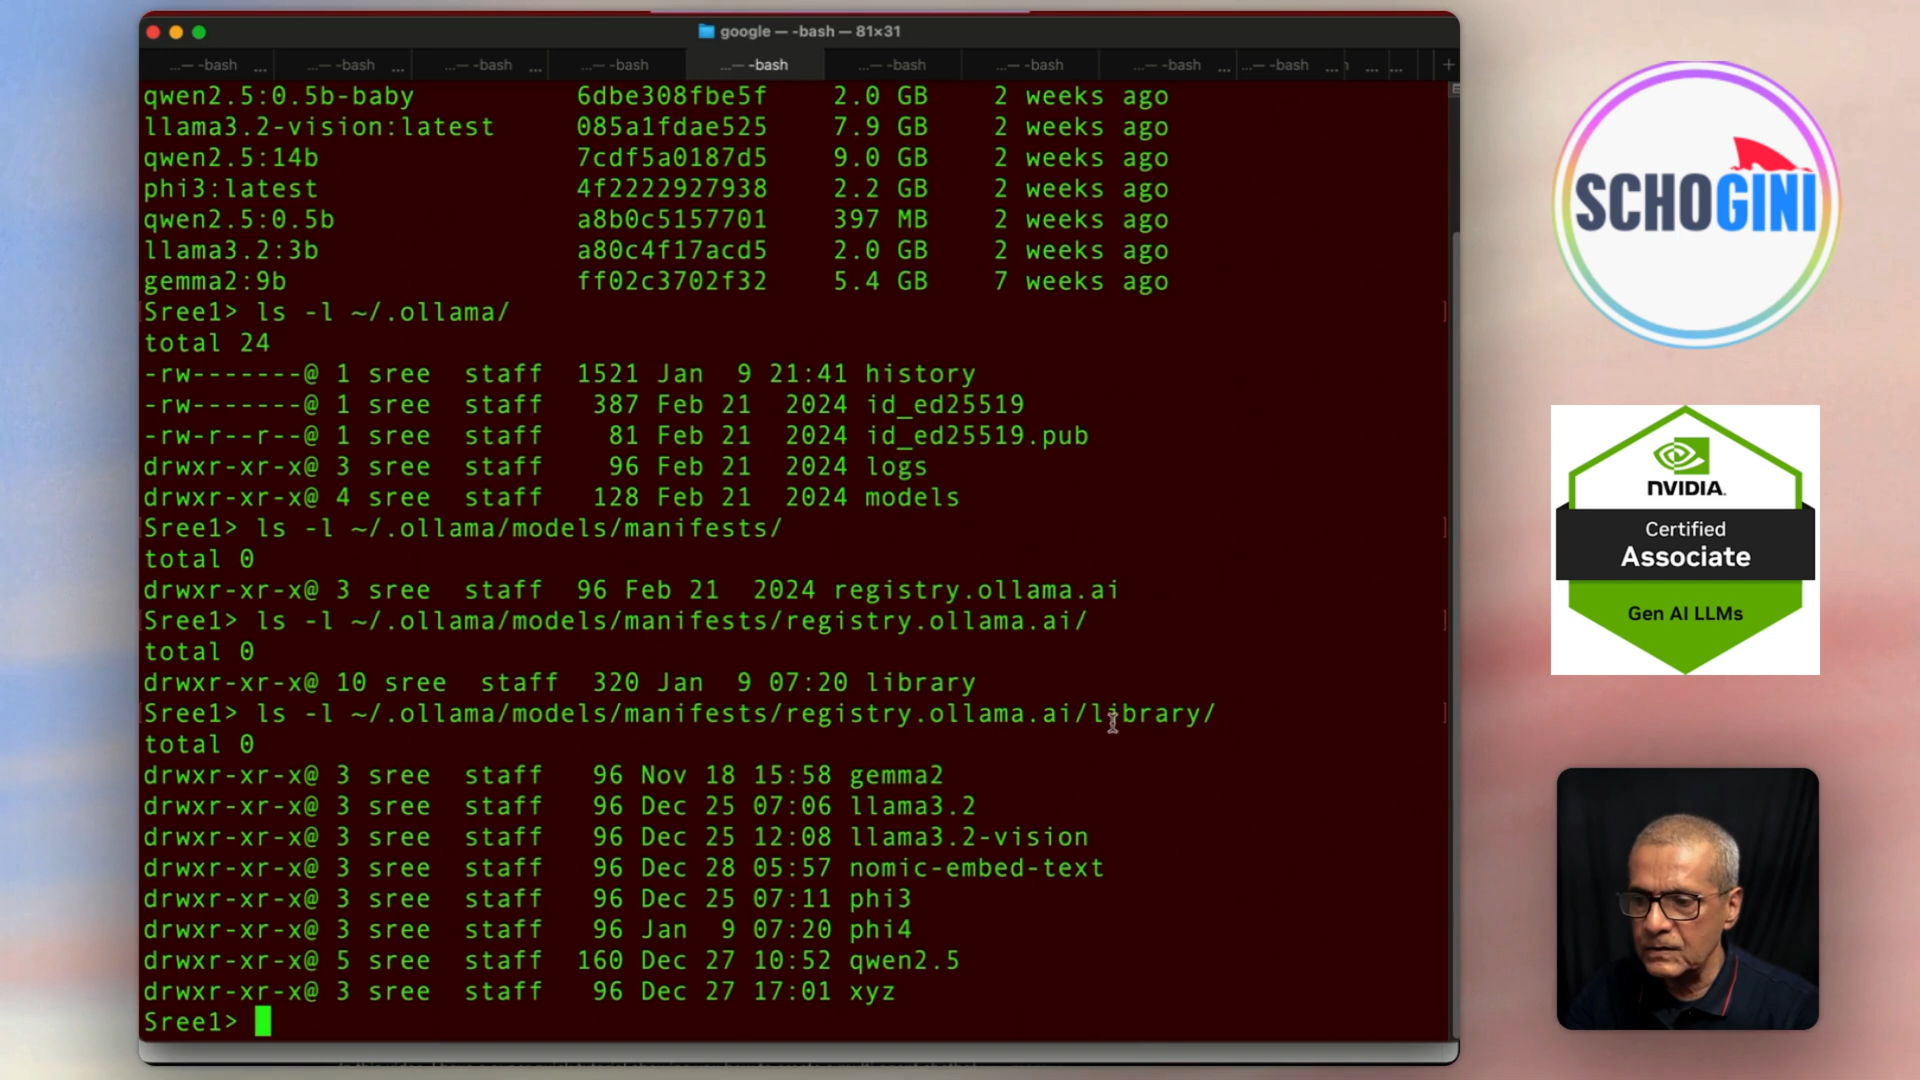 google — -bash — 81×31
...— -bash ... ...— -bash ... ...— -bash ... ...— -bash ...— -bash ...— -bash ...— -bash ...— -bash ... ...— -bash ... ... ... +
qwen2.5:0.5b-baby 6dbe308fbe5f 2.0 GB 2 weeks ago
llama3.2-vision:latest 085a1fdae525 7.9 GB 2 weeks ago
qwen2.5:14b 7cdf5a0187d5 9.0 GB 2 weeks ago
phi3:latest 4f2222927938 2.2 GB 2 weeks ago
qwen2.5:0.5b a8b0c5157701 397 MB 2 weeks ago
llama3.2:3b a80c4f17acd5 2.0 GB 2 weeks ago
gemma2:9b ff02c3702f32 5.4 GB 7 weeks ago
Sree1> ls -l ~/.ollama/
total 24
-rw-------@ 1 sree staff 1521 Jan 9 21:41 history
-rw-------@ 1 sree staff 387 Feb 21 2024 id_ed25519
-rw-r--r--@ 1 sree staff 81 Feb 21 2024 id_ed25519.pub
drwxr-xr-x@ 3 sree staff 96 Feb 21 2024 logs
drwxr-xr-x@ 4 sree staff 128 Feb 21 2024 models
Sree1> ls -l ~/.ollama/models/manifests/
total 0
drwxr-xr-x@ 3 sree staff 96 Feb 21 2024 registry.ollama.ai
Sree1> ls -l ~/.ollama/models/manifests/registry.ollama.ai/
total 0
drwxr-xr-x@ 10 sree staff 320 Jan 9 07:20 library
Sree1> ls -l ~/.ollama/models/manifests/registry.ollama.ai/library/
total 0
drwxr-xr-x@ 3 sree staff 96 Nov 18 15:58 gemma2
drwxr-xr-x@ 3 sree staff 96 Dec 25 07:06 llama3.2
drwxr-xr-x@ 3 sree staff 96 Dec 25 12:08 llama3.2-vision
drwxr-xr-x@ 3 sree staff 96 Dec 28 05:57 nomic-embed-text
drwxr-xr-x@ 3 sree staff 96 Dec 25 07:11 phi3
drwxr-xr-x@ 3 sree staff 96 Jan 9 07:20 phi4
drwxr-xr-x@ 5 sree staff 160 Dec 27 10:52 qwen2.5
drwxr-xr-x@ 3 sree staff 96 Dec 27 17:01 xyz
Sree1>
SCHOGINI
NVIDIA.
Certified
Associate
Gen AI LLMs